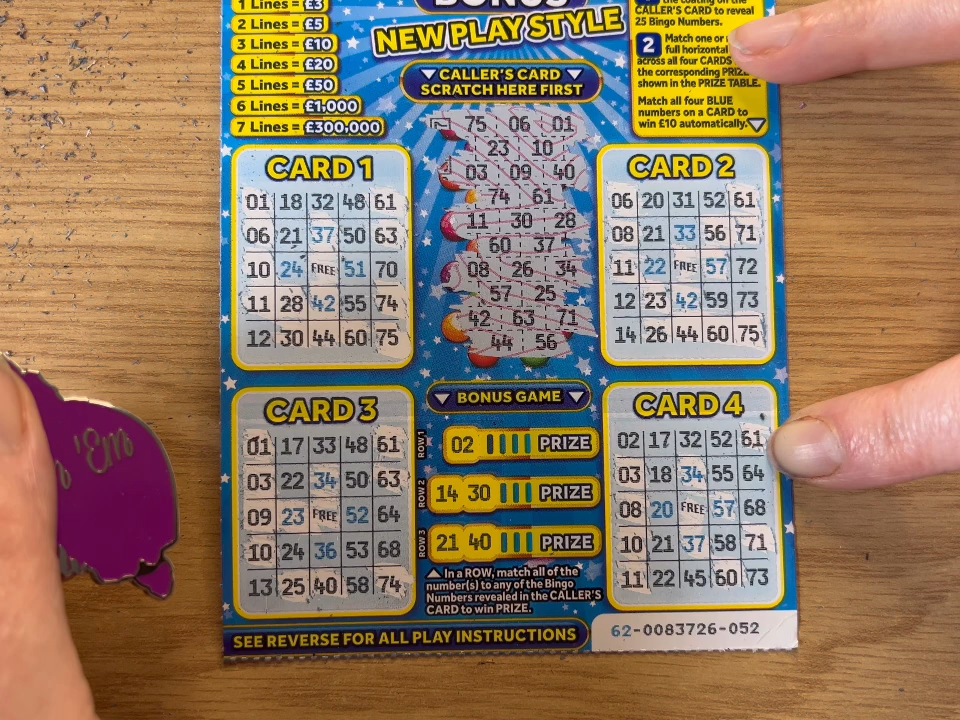 1 Lines = £3
2 Lines = £5
3 Lines = £10
4 Lines = £20
5 Lines = £50
6 Lines = £1,000
7 Lines = £300,000
BONUS
NEW PLAY STYLE
the coating on the
CALLER'S CARD to reveal
25 Bingo Numbers.
2 Match one or
full horizontal
across all four CARDS
the corresponding PRIZE
shown in the PRIZE TABLE.
Match all four BLUE
numbers on a CARD to
win £10 automatically.
CALLER'S CARD
SCRATCH HERE FIRST
75 06 01
23 10
03 09 40
74 61
11 30 28
60 37
08 26 34
57 25
42 63 71
44 56
CARD 1
01 18 32 48 61
06 21 37 50 63
10 24 FREE 51 70
11 28 42 55 74
12 30 44 60 75
CARD 2
06 20 31 52 61
08 21 33 56 71
11 22 FREE 57 72
12 23 42 59 73
14 26 44 60 75
CARD 3
01 17 33 48 61
03 22 34 50 63
09 23 FREE 52 64
10 24 36 53 68
13 25 40 58 74
BONUS GAME
ROW 1 02 PRIZE
ROW 2 14 30 PRIZE
ROW 3 21 40 PRIZE
In a ROW, match all of the
number(s) to any of the Bingo
Numbers revealed in the CALLER'S
CARD to win PRIZE.
CARD 4
02 17 32 52 61
03 18 34 55 64
08 20 FREE 57 68
10 21 37 58 71
11 22 45 60 73
SEE REVERSE FOR ALL PLAY INSTRUCTIONS
62-0083726-052
'Em